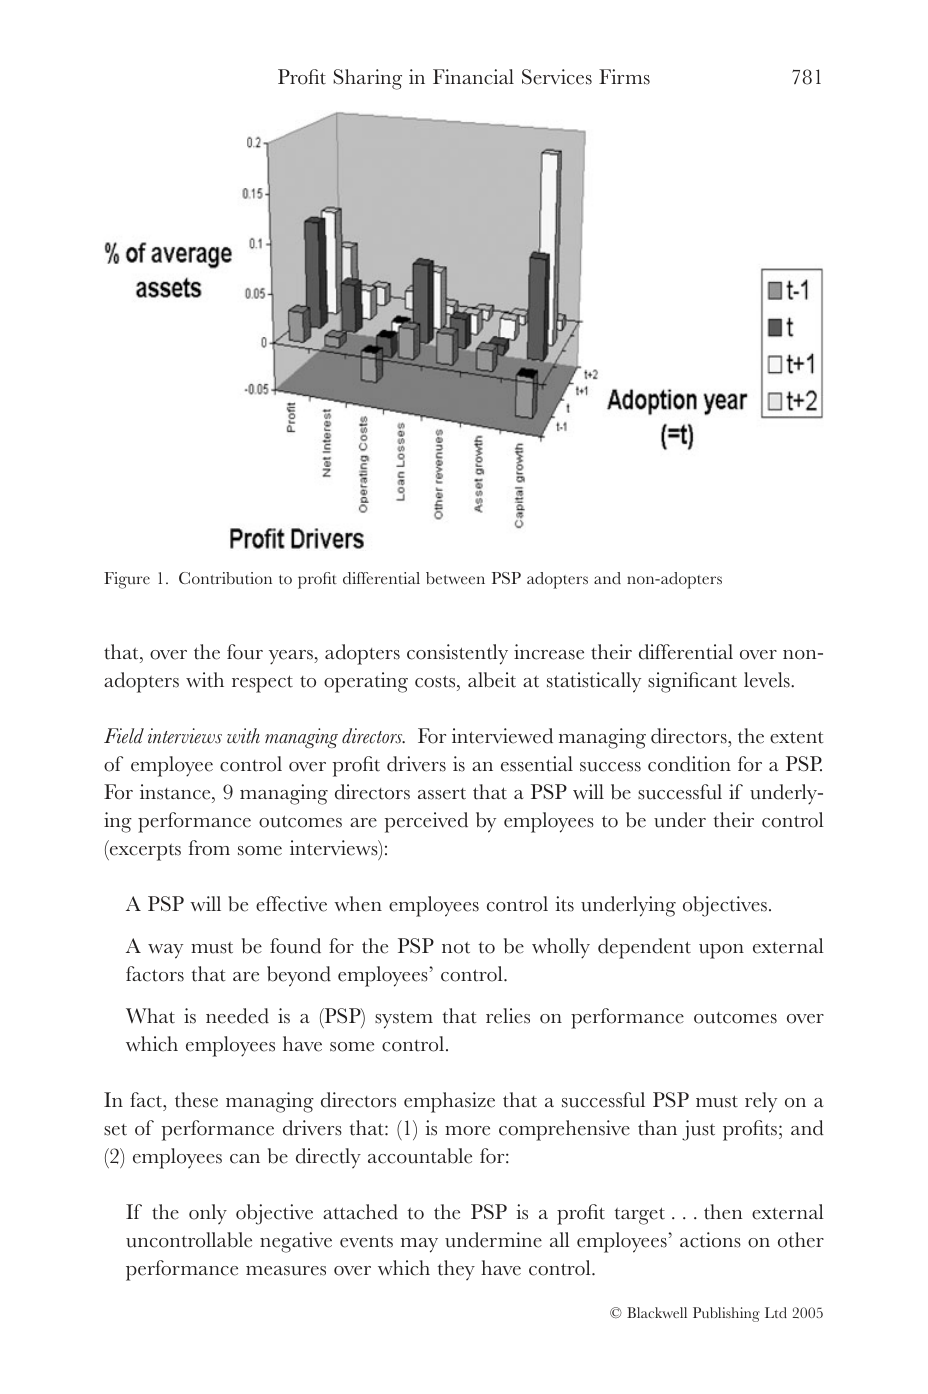 Profit Sharing in Financial Services Firms 781
0.2
0.15
0.1
0.05
0
-0.05
% of average
assets
t-1
t
t+1
t+2
t+2
t+1
t
t-1
Adoption year
(=t)
Profit
Net Interest
Operating Costs
Loan Losses
Other revenues
Asset growth
Capital growth
Profit Drivers
Figure 1. Contribution to profit differential between PSP adopters and non-adopters
that, over the four years, adopters consistently increase their differential over non-
adopters with respect to operating costs, albeit at statistically significant levels.
Field interviews with managing directors. For interviewed managing directors, the extent
of employee control over profit drivers is an essential success condition for a PSP.
For instance, 9 managing directors assert that a PSP will be successful if underly-
ing performance outcomes are perceived by employees to be under their control
(excerpts from some interviews):
A PSP will be effective when employees control its underlying objectives.
A way must be found for the PSP not to be wholly dependent upon external
factors that are beyond employees’ control.
What is needed is a (PSP) system that relies on performance outcomes over
which employees have some control.
In fact, these managing directors emphasize that a successful PSP must rely on a
set of performance drivers that: (1) is more comprehensive than just profits; and
(2) employees can be directly accountable for:
If the only objective attached to the PSP is a profit target . . . then external
uncontrollable negative events may undermine all employees’ actions on other
performance measures over which they have control.
© Blackwell Publishing Ltd 2005